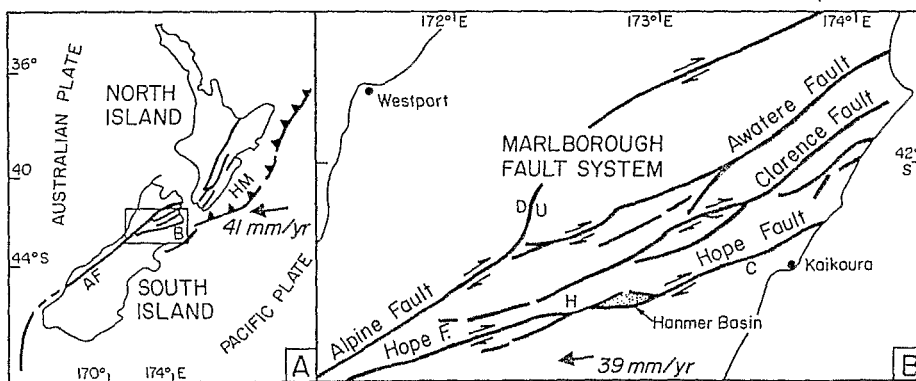 36°
40
44°S
170°
174°E
AUSTRALIAN PLATE
NORTH
ISLAND
HM
41 mm/yr
B
AF
SOUTH
ISLAND
PACIFIC PLATE
A
172°E
173°E
174°E
Westport
MARLBOROUGH
FAULT SYSTEM
Awatere Fault
Clarence Fault
42°
S
D
U
Hope Fault
C
Kaikoura
H
Hanmer Basin
Alpine Fault
Hope F.
39 mm/yr
B